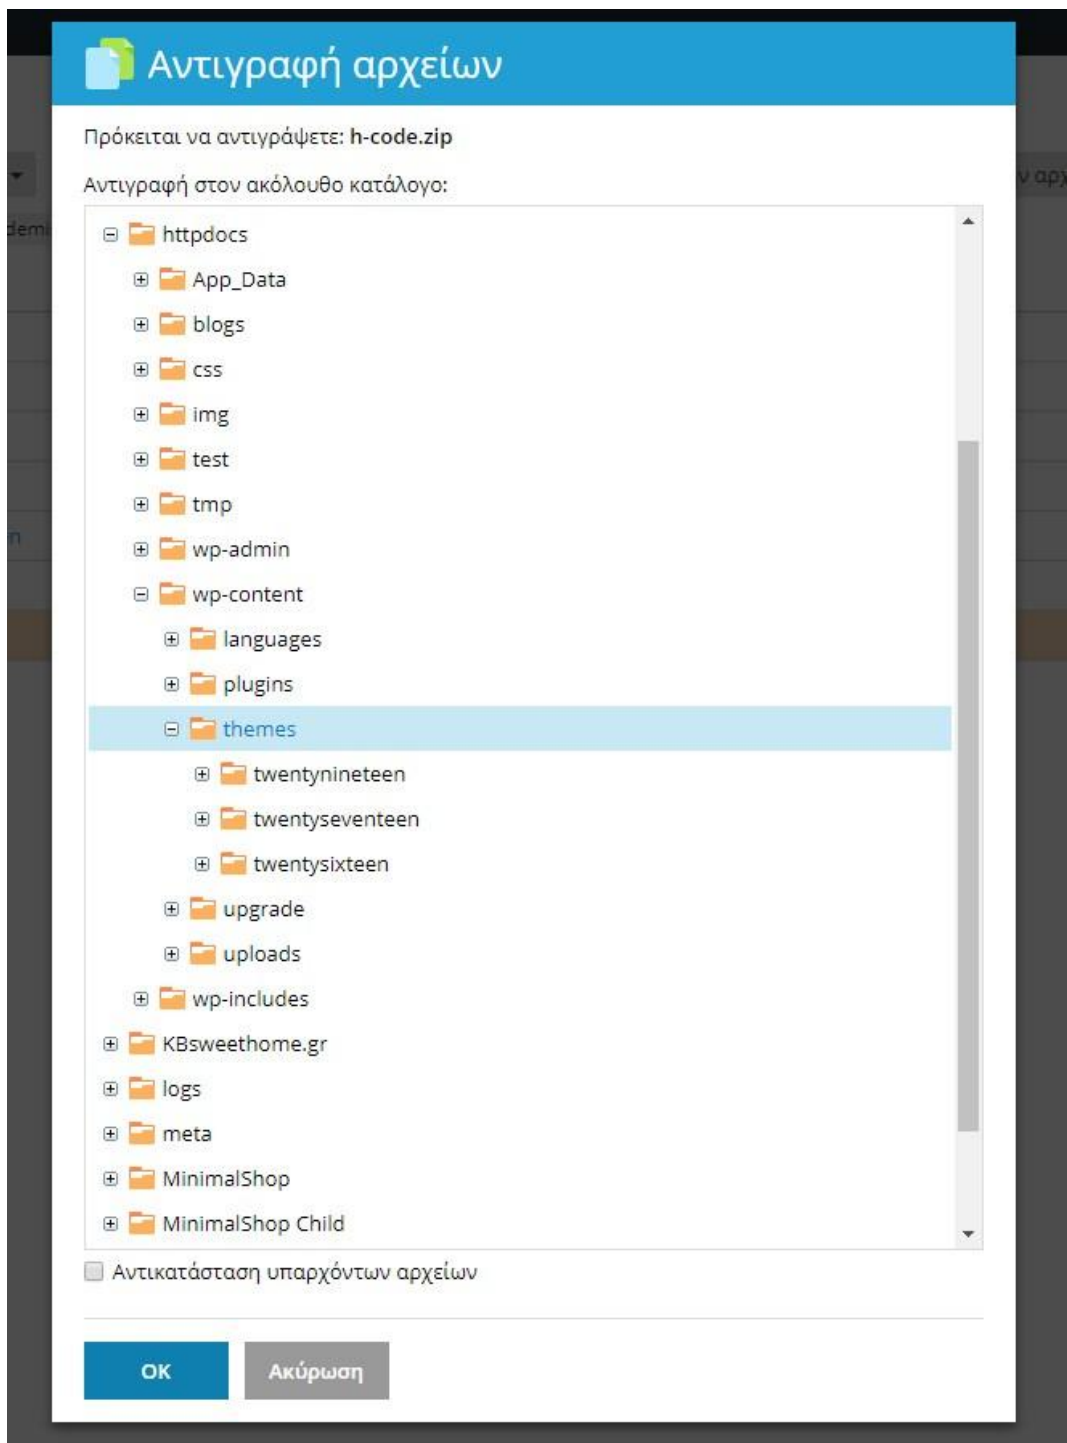 Αντιγραφή αρχείων
Πρόκειται να αντιγράψετε: h-code.zip
Αντιγραφή στον ακόλουθο κατάλογο:
httpdocs
App_Data
blogs
css
img
test
tmp
wp-admin
wp-content
languages
plugins
themes
twentynineteen
twentyseventeen
twentysixteen
upgrade
uploads
wp-includes
KBsweethome.gr
logs
meta
MinimalShop
MinimalShop Child
Αντικατάσταση υπαρχόντων αρχείων
OK Ακύρωση